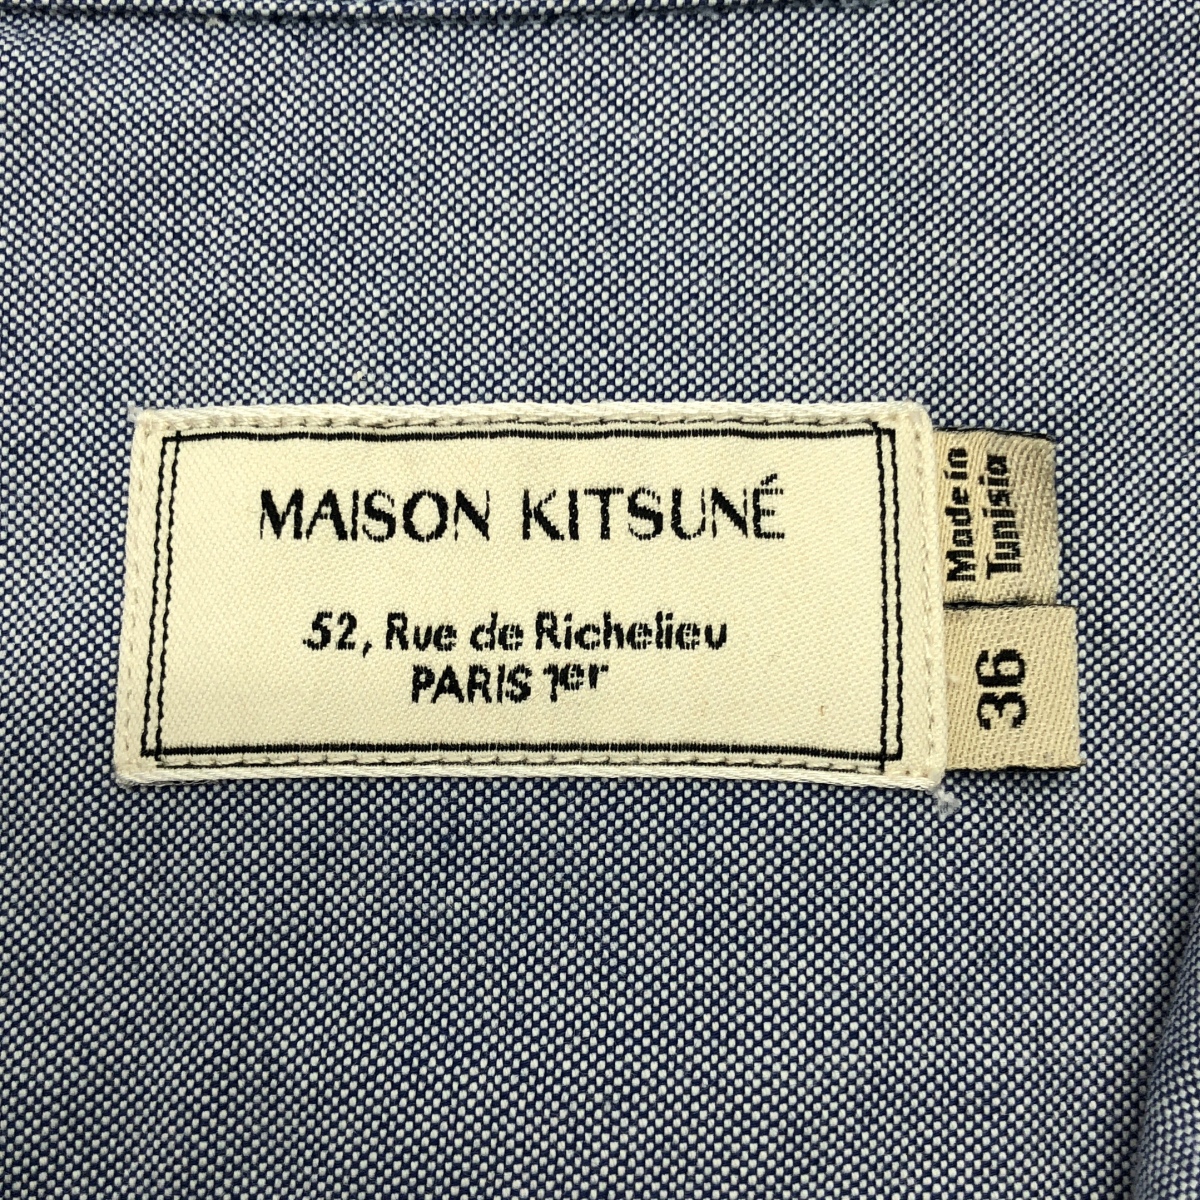 MAISON KITSUNÉ
52, Rue de Richelieu
PARIS 1er
Made in
Tunisia
36